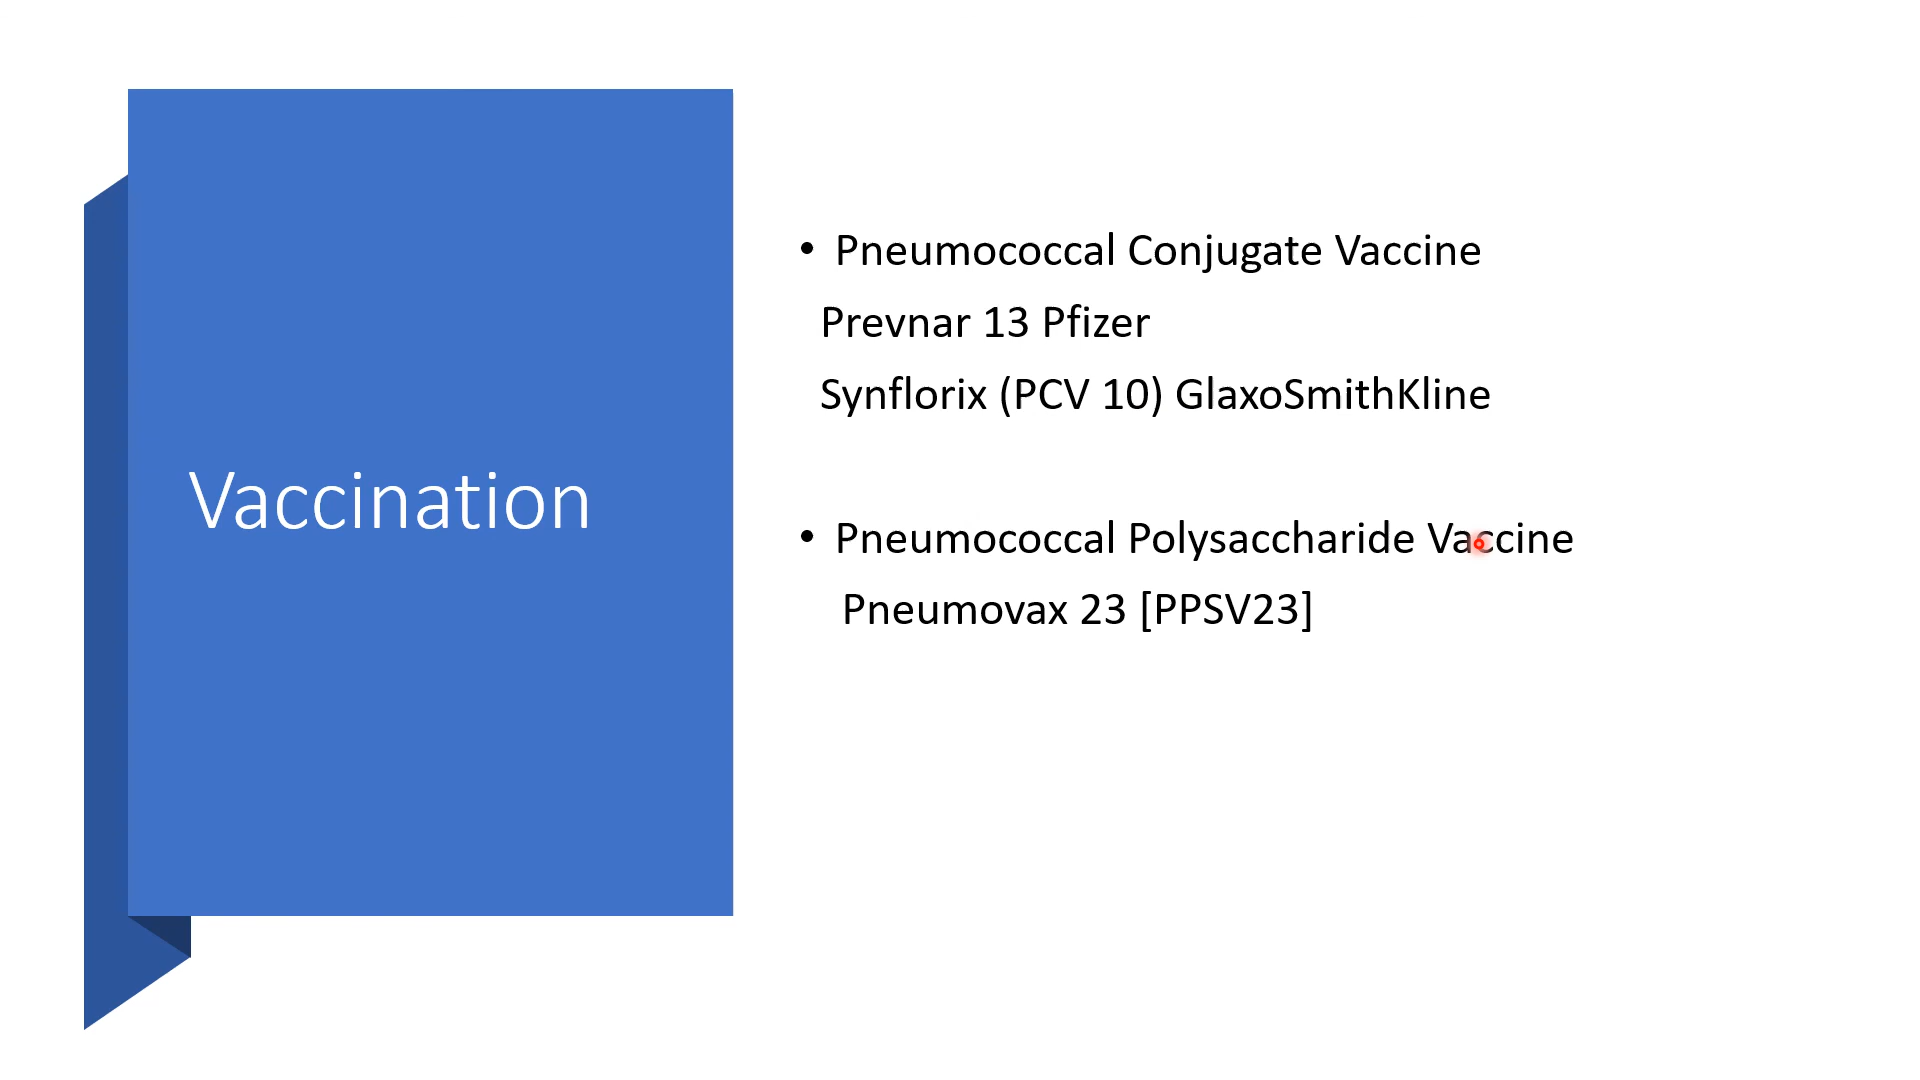 Vaccination
• Pneumococcal Conjugate Vaccine
Prevnar 13 Pfizer
Synflorix (PCV 10) GlaxoSmithKline
• Pneumococcal Polysaccharide Vaccine
Pneumovax 23 [PPSV23]